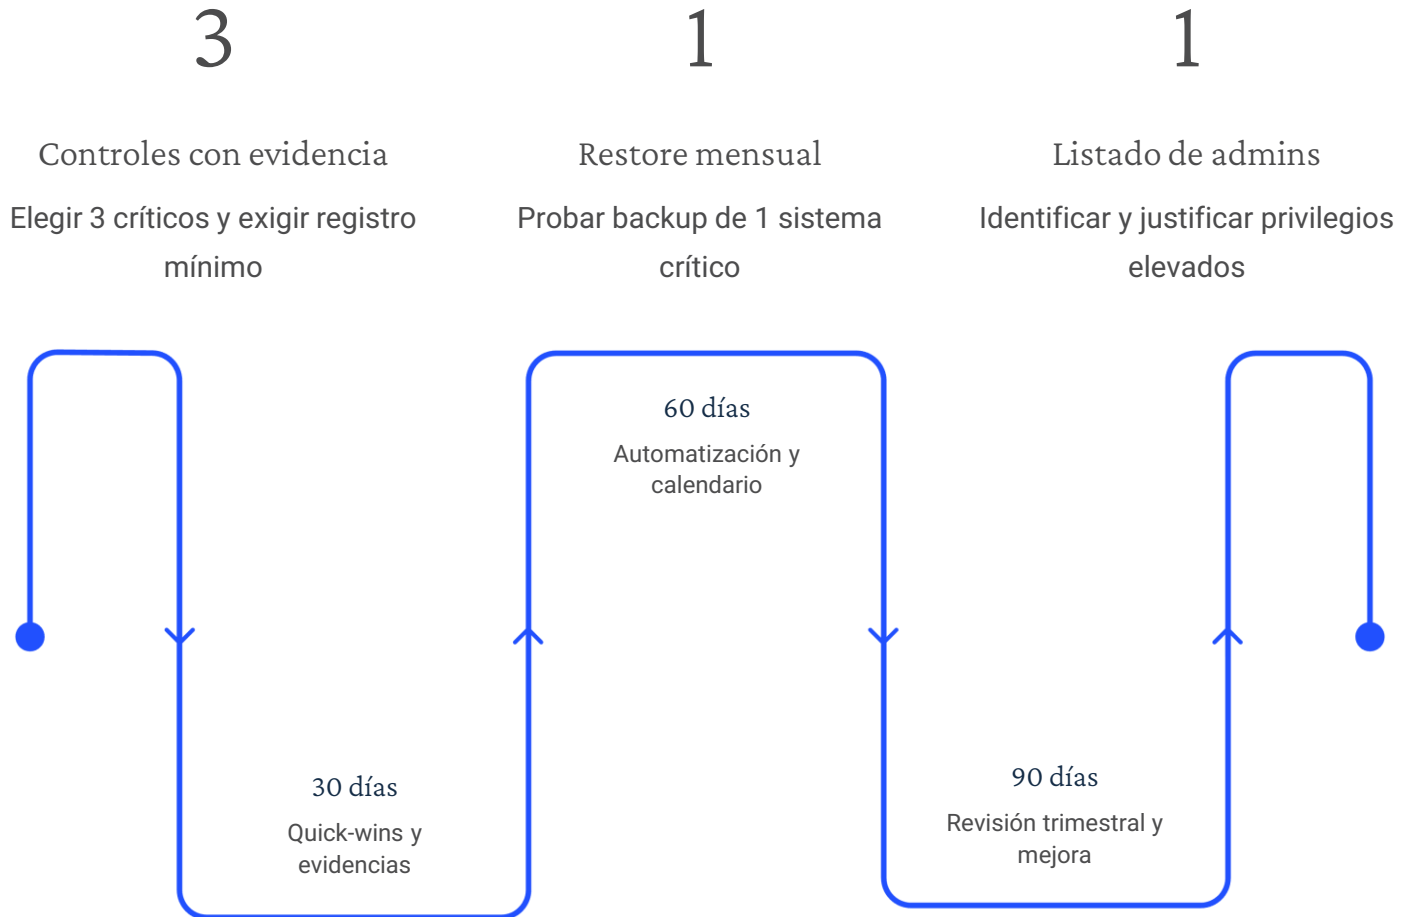 3
Controles con evidencia
Elegir 3 críticos y exigir registro
mínimo
1
Restore mensual
Probar backup de 1 sistema
crítico
1
Listado de admins
Identificar y justificar privilegios
elevados
30 días
Quick-wins y
evidencias
60 días
Automatización y
calendario
90 días
Revisión trimestral y
mejora